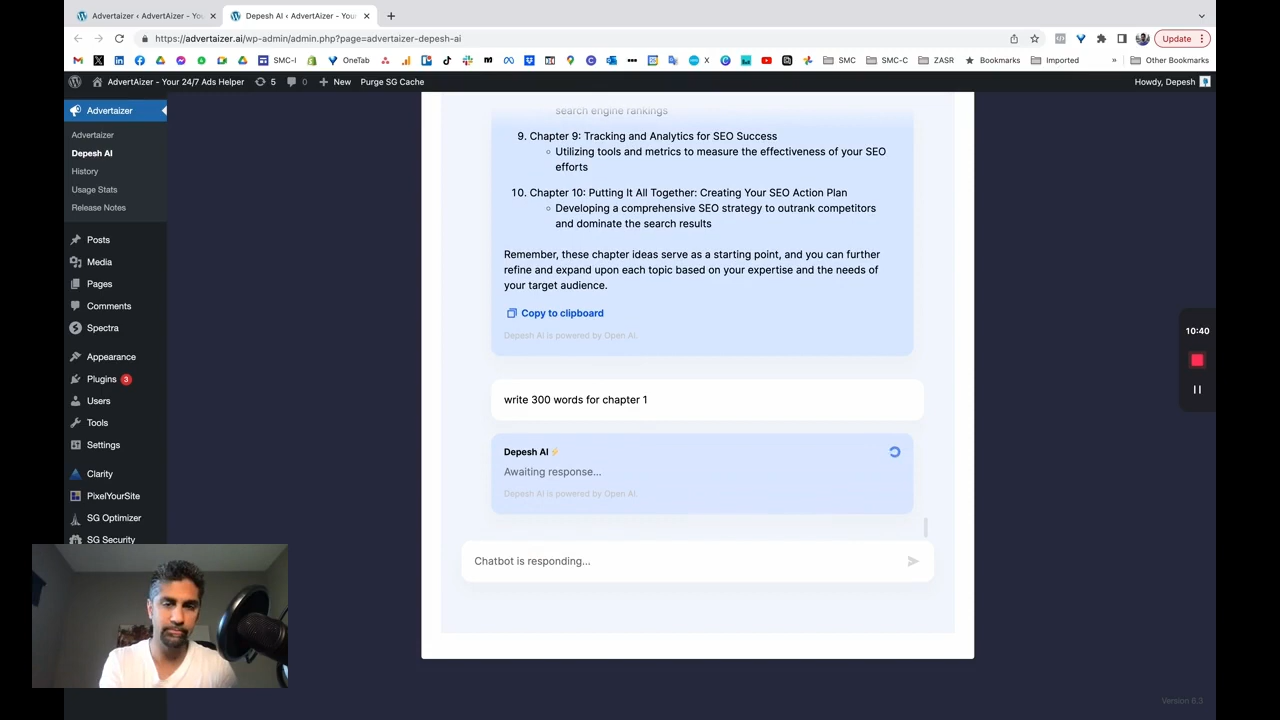 Advertaizer ‹ AdvertAizer - Yo
Depesh AI ‹ AdvertAizer - Your
https://advertaizer.ai/wp-admin/admin.php?page=advertaizer-depesh-ai
Update
SMC-I
OneTab
X
SMC
SMC-C
ZASR
Bookmarks
Imported
»
Other Bookmarks
AdvertAizer - Your 24/7 Ads Helper
5
0
New
Purge SG Cache
Howdy, Depesh
Advertaizer
Advertaizer
Depesh AI
History
Usage Stats
Release Notes
Posts
Media
Pages
Comments
Spectra
Appearance
Plugins 3
Users
Tools
Settings
Clarity
PixelYourSite
SG Optimizer
SG Security
search engine rankings
9. Chapter 9: Tracking and Analytics for SEO Success
Utilizing tools and metrics to measure the effectiveness of your SEO
efforts
10. Chapter 10: Putting It All Together: Creating Your SEO Action Plan
Developing a comprehensive SEO strategy to outrank competitors
and dominate the search results
Remember, these chapter ideas serve as a starting point, and you can further
refine and expand upon each topic based on your expertise and the needs of
your target audience.
Copy to clipboard
Depesh AI is powered by Open AI.
write 300 words for chapter 1
Depesh AI⚡
Awaiting response...
Depesh AI is powered by Open AI.
Chatbot is responding...
10:40
Version 6.3